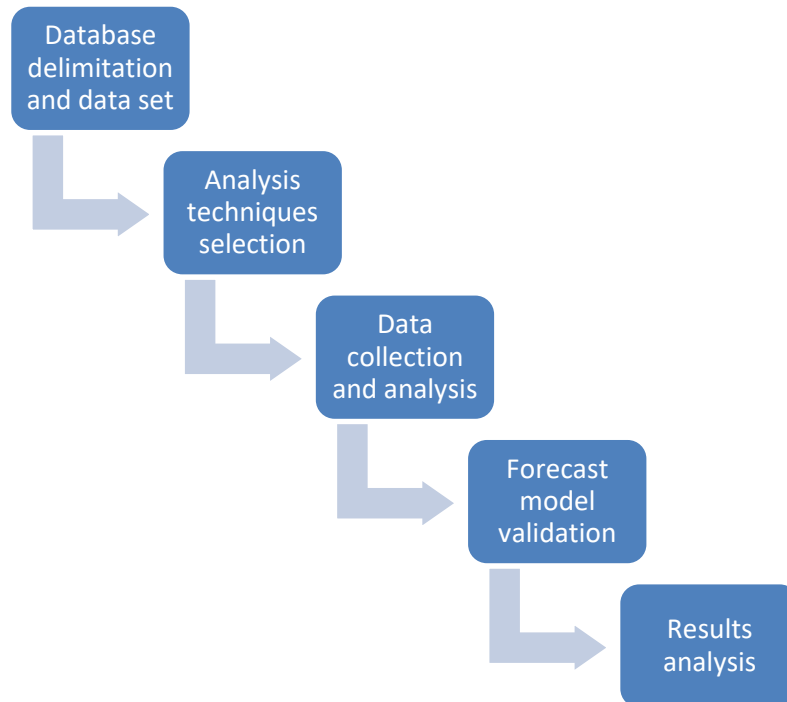 Database
delimitation
and data set
Analysis
techniques
selection
Data
collection
and analysis
Forecast
model
validation
Results
analysis